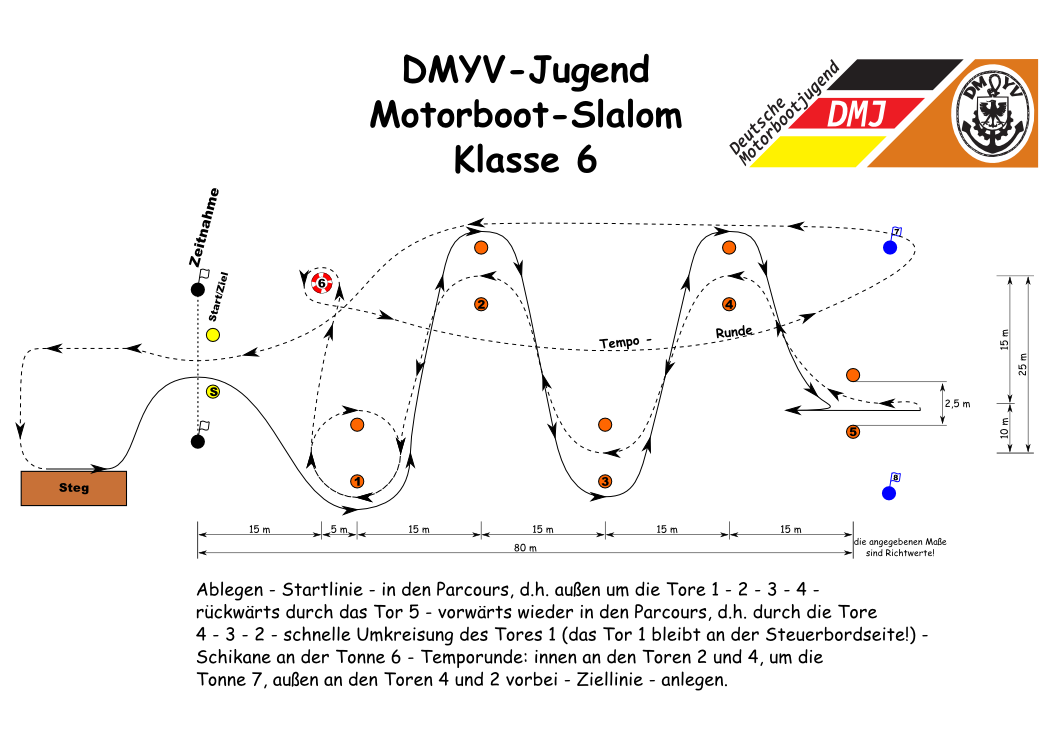 DMYV-Jugend
Motorboot-Slalom
Klasse 6
Deutsche
Motorbootjugend
DMJ
DMYV
Zeitnahme
Start/Ziel
7
6
2
4
Tempo - Runde
15 m
25 m
S
2,5 m
10 m
5
1
3
8
Steg
15 m
5 m
15 m
15 m
15 m
15 m
80 m
die angegebenen Maße
sind Richtwerte!
Ablegen - Startlinie - in den Parcours, d.h. außen um die Tore 1 - 2 - 3 - 4 -
rückwärts durch das Tor 5 - vorwärts wieder in den Parcours, d.h. durch die Tore
4 - 3 - 2 - schnelle Umkreisung des Tores 1 (das Tor 1 bleibt an der Steuerbordseite!) -
Schikane an der Tonne 6 - Temporunde: innen an den Toren 2 und 4, um die
Tonne 7, außen an den Toren 4 und 2 vorbei - Ziellinie - anlegen.